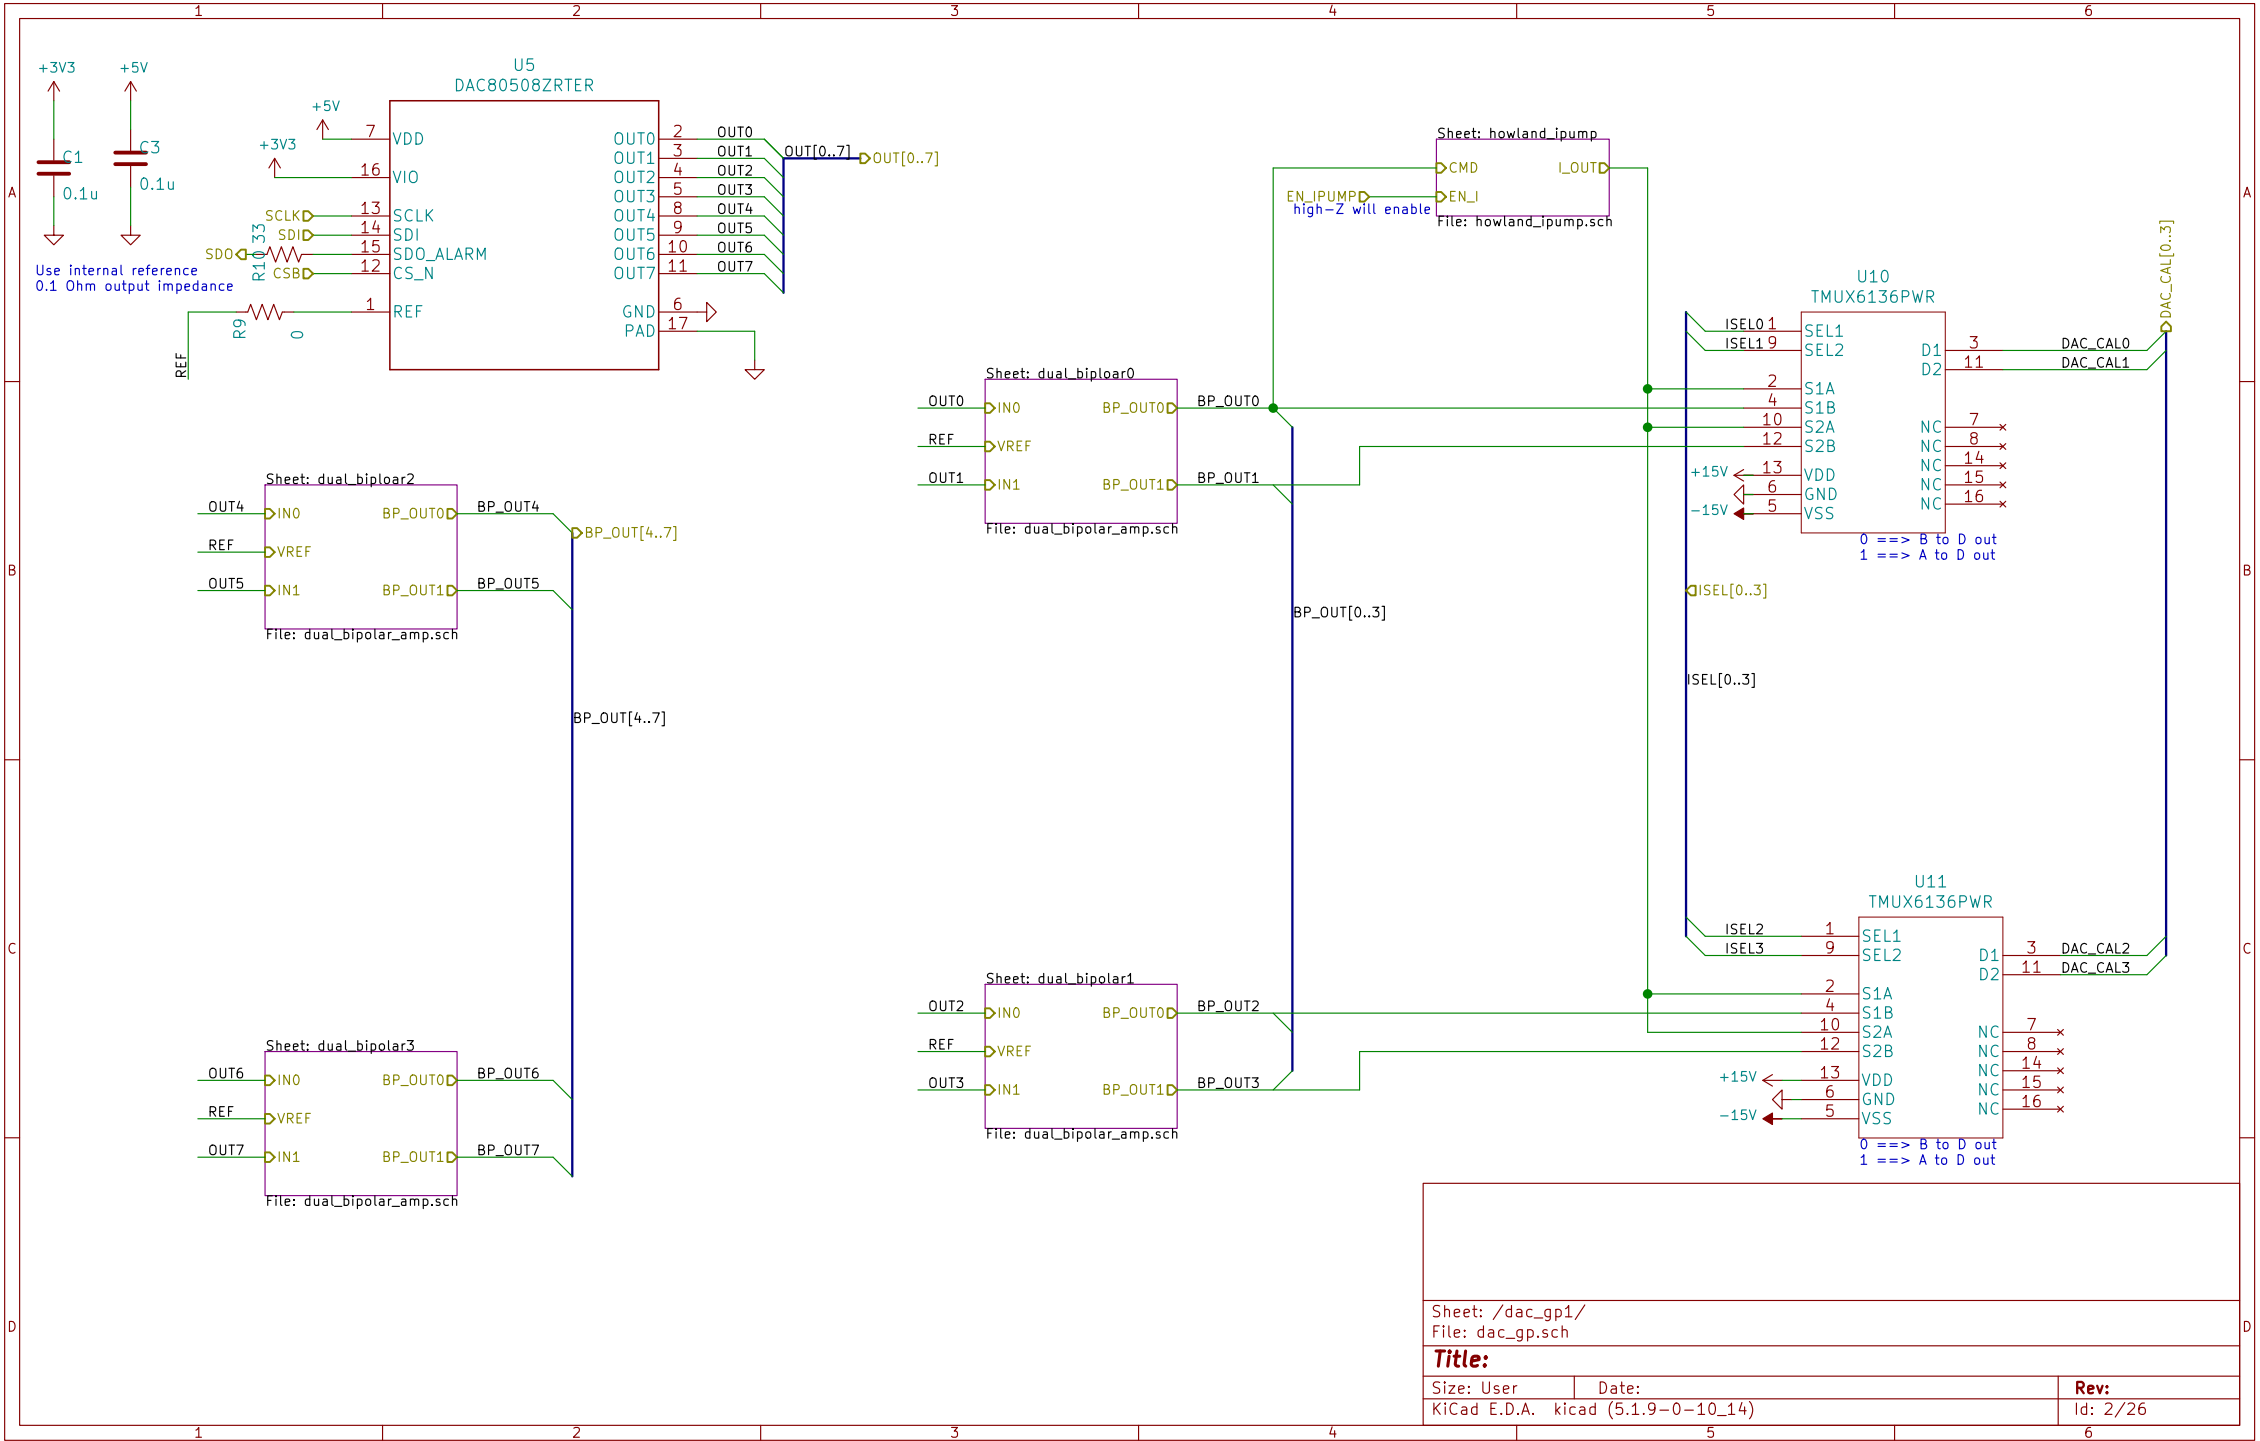 1 2 3 4 5 6
A
B
C
D
A
B
C
D
1 2 3 4 5 6
+3V3
C1
0.1u
+5V
C3
0.1u
Use internal reference
0.1 Ohm output impedance
U5
DAC80508ZRTER
+5V
+3V3
7 VDD
16 VIO
SCLK 13 SCLK
SDI 14 SDI
SDO R10 33 15 SDO_ALARM
CSB 12 CS_N
REF R9 0 1 REF
OUT0 2 OUT0
OUT1 3 OUT1
OUT2 4 OUT2
OUT3 5 OUT3
OUT4 8 OUT4
OUT5 9 OUT5
OUT6 10 OUT6
OUT7 11 OUT7
GND 6
PAD 17
OUT[0..7] OUT[0..7]
Sheet: dual_biploar2
OUT4 IN0 BP_OUT0 BP_OUT4
REF VREF
OUT5 IN1 BP_OUT1 BP_OUT5
File: dual_bipolar_amp.sch
BP_OUT[4..7]
BP_OUT[4..7]
Sheet: dual_bipolar3
OUT6 IN0 BP_OUT0 BP_OUT6
REF VREF
OUT7 IN1 BP_OUT1 BP_OUT7
File: dual_bipolar_amp.sch
Sheet: howland_ipump
CMD I_OUT
EN_IPUMP EN_I
high-Z will enable
File: howland_ipump.sch
Sheet: dual_biploar0
OUT0 IN0 BP_OUT0 BP_OUT0
REF VREF
OUT1 IN1 BP_OUT1 BP_OUT1
File: dual_bipolar_amp.sch
BP_OUT[0..3]
Sheet: dual_bipolar1
OUT2 IN0 BP_OUT0 BP_OUT2
REF VREF
OUT3 IN1 BP_OUT1 BP_OUT3
File: dual_bipolar_amp.sch
U10
TMUX6136PWR
ISEL0 1 SEL1
ISEL1 9 SEL2
2 S1A
4 S1B
10 S2A
12 S2B
+15V 13 VDD
6 GND
-15V 5 VSS
D1 3 DAC_CAL0
D2 11 DAC_CAL1
NC 7
NC 8
NC 14
NC 15
NC 16
0 ==> B to D out
1 ==> A to D out
DAC_CAL[0..3]
ISEL[0..3]
ISEL[0..3]
U11
TMUX6136PWR
ISEL2 1 SEL1
ISEL3 9 SEL2
2 S1A
4 S1B
10 S2A
12 S2B
+15V 13 VDD
6 GND
-15V 5 VSS
D1 3 DAC_CAL2
D2 11 DAC_CAL3
NC 7
NC 8
NC 14
NC 15
NC 16
0 ==> B to D out
1 ==> A to D out
Sheet: /dac_gp1/
File: dac_gp.sch
Title:
Size: User Date: Rev:
KiCad E.D.A. kicad (5.1.9-0-10_14) Id: 2/26